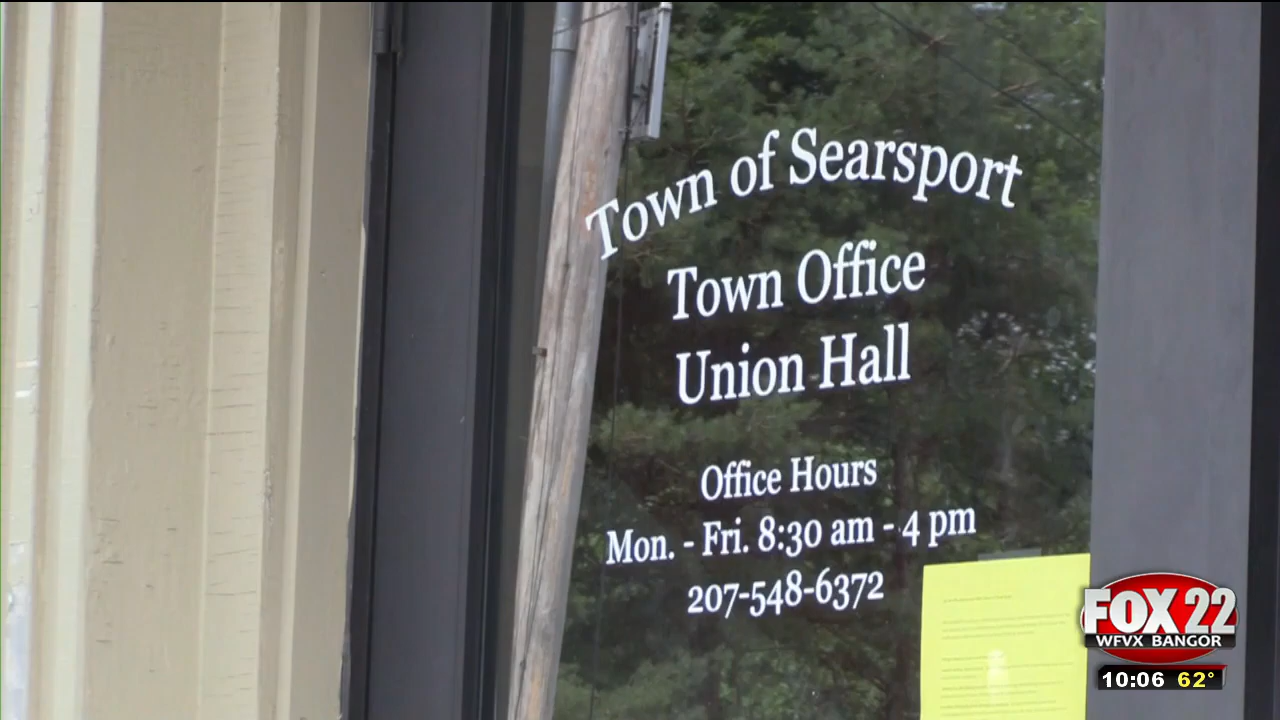 Town of Searsport
Town Office
Union Hall
Office Hours
Mon. - Fri. 8:30 am - 4 pm
207-548-6372
FOX 22
WFVX BANGOR
10:06 62°